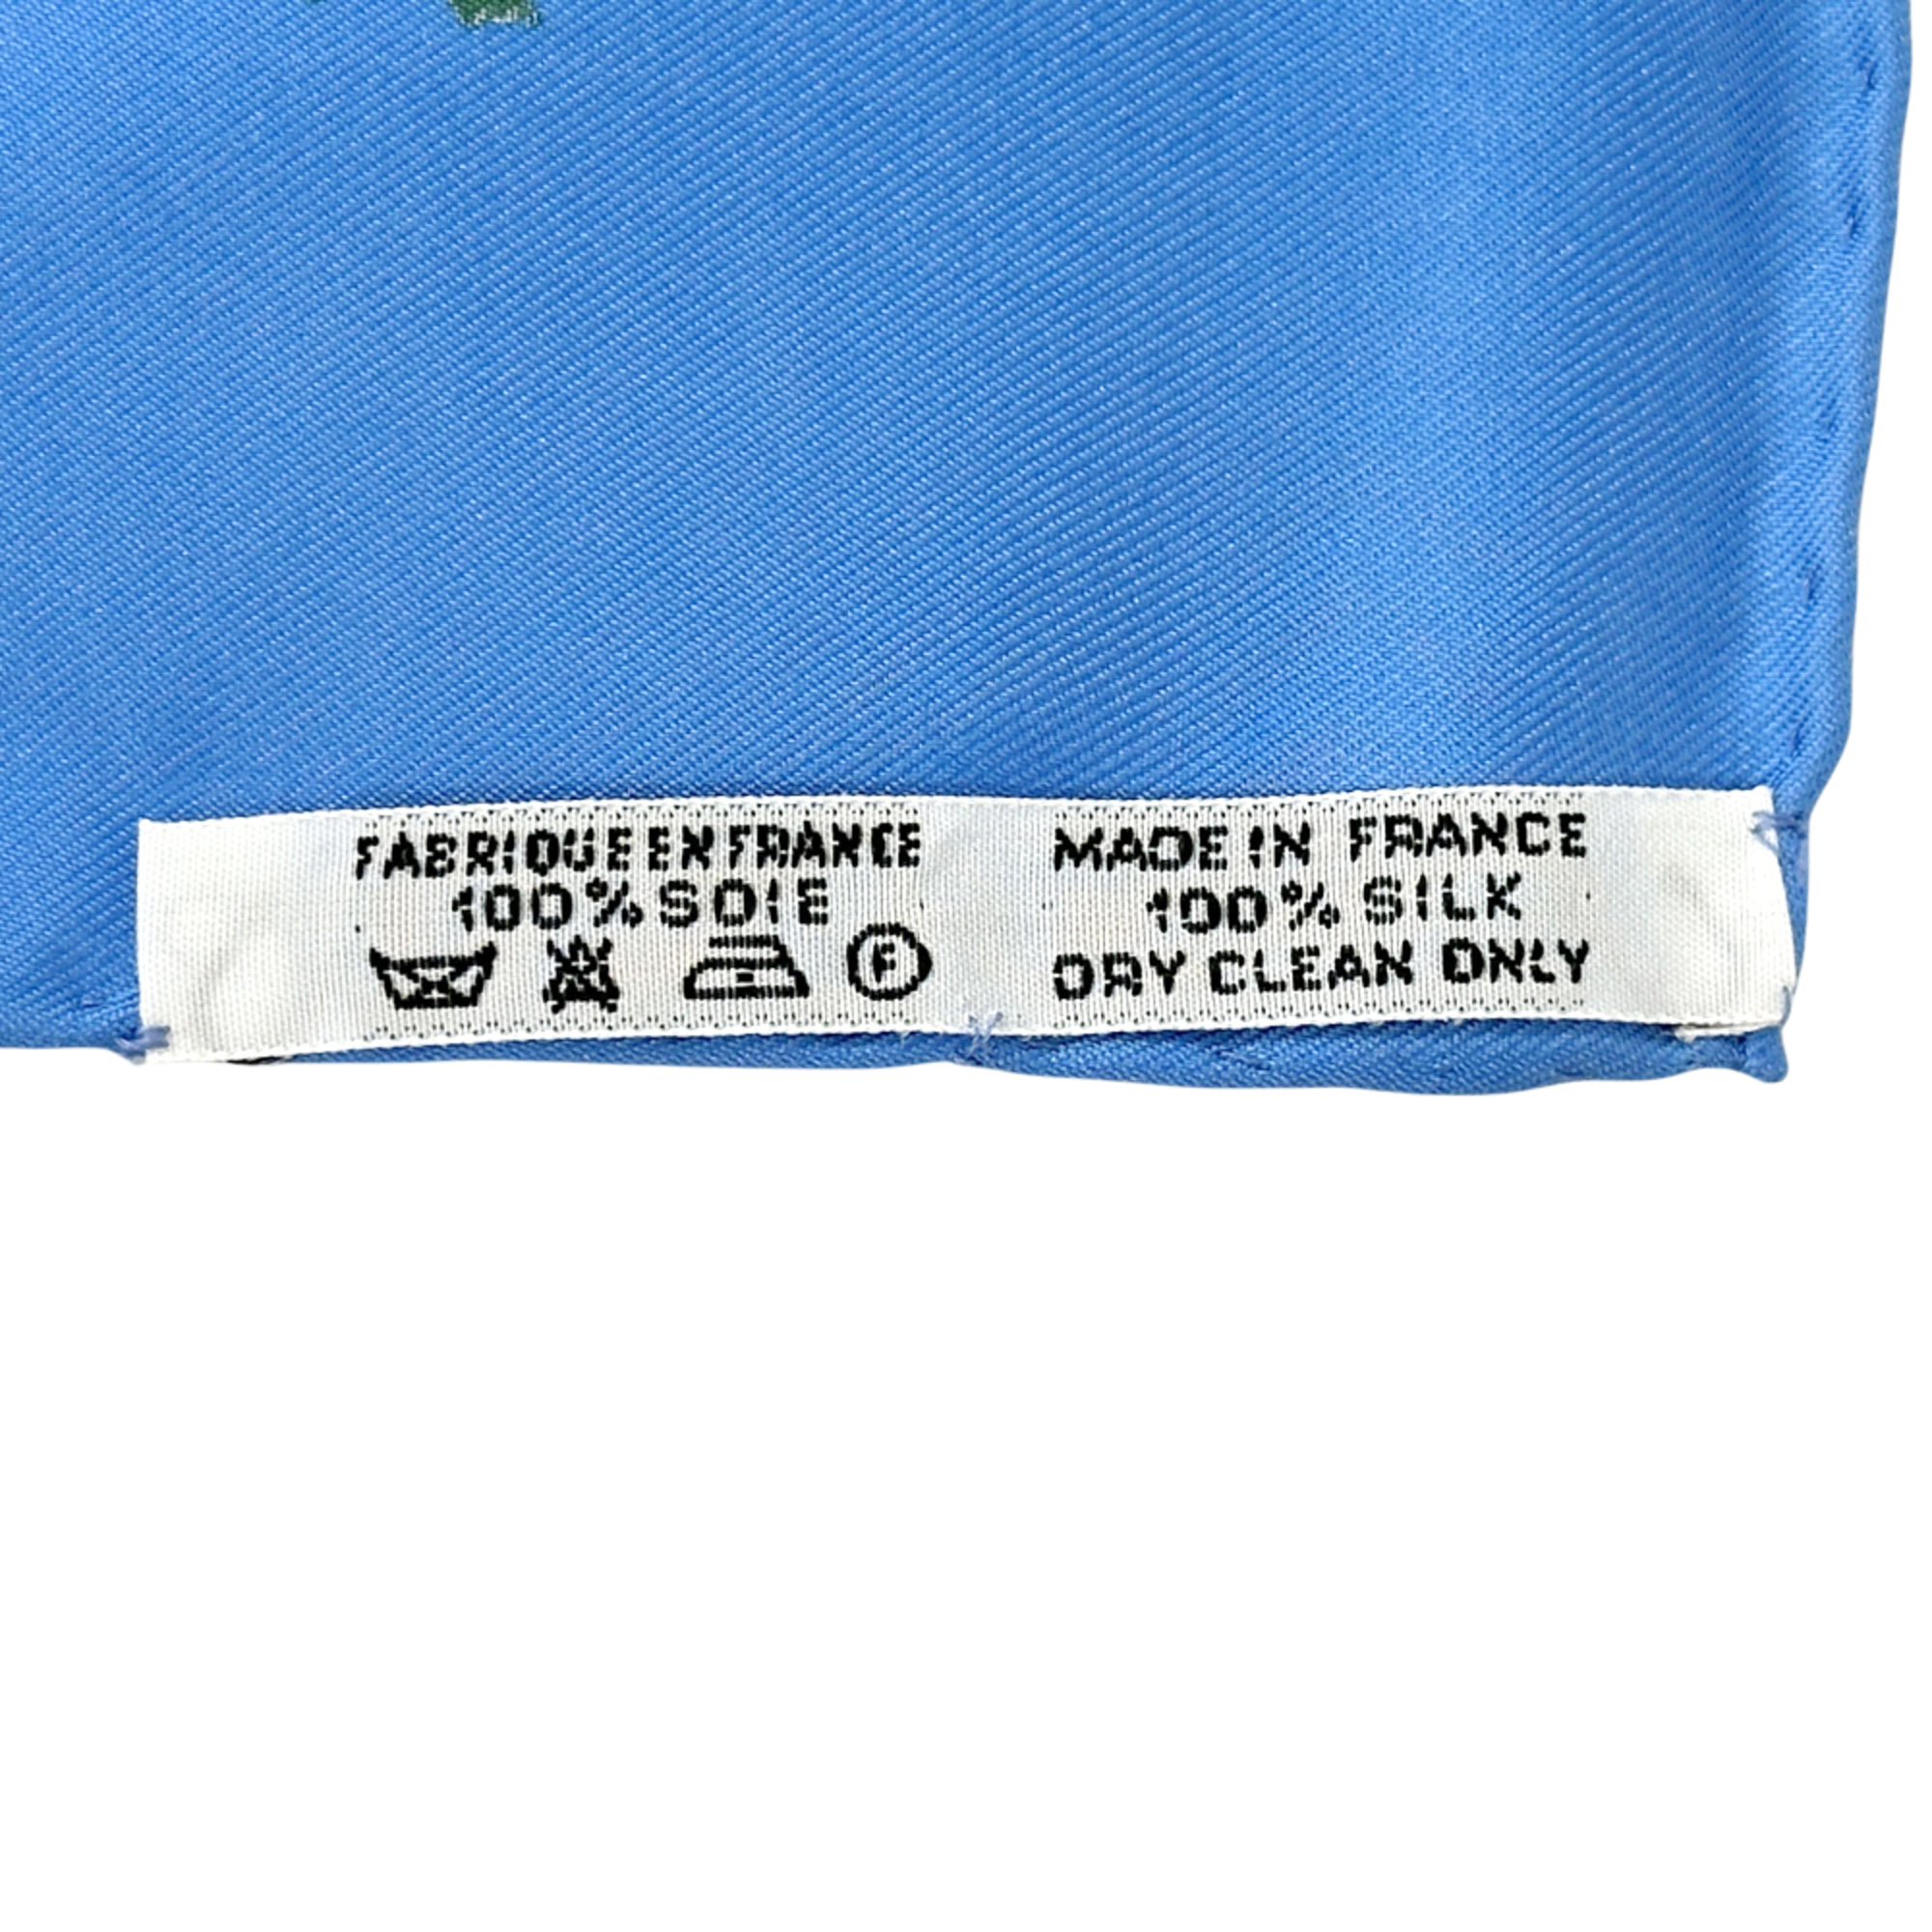 FABRIQUE EN FRANCE
100% SOIE
F
MADE IN FRANCE
100% SILK
DRY CLEAN ONLY